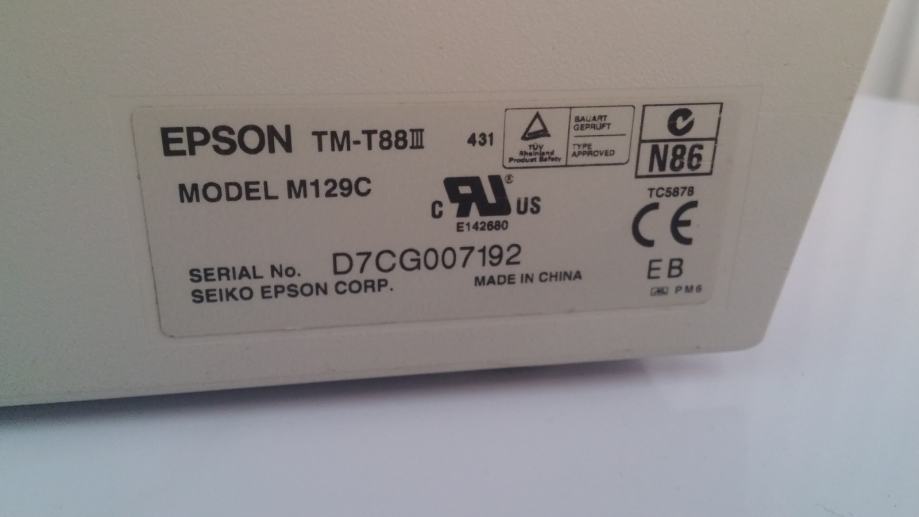 EPSON TM-T88III 431
TÜV
Rheinland
Product Safety
BAUART
GEPRÜFT
TYPE
APPROVED
N86
MODEL M129C
C RU® US
E142680
TC5878
CE
SERIAL No. D7CG007192
SEIKO EPSON CORP.
MADE IN CHINA
EB
PM6